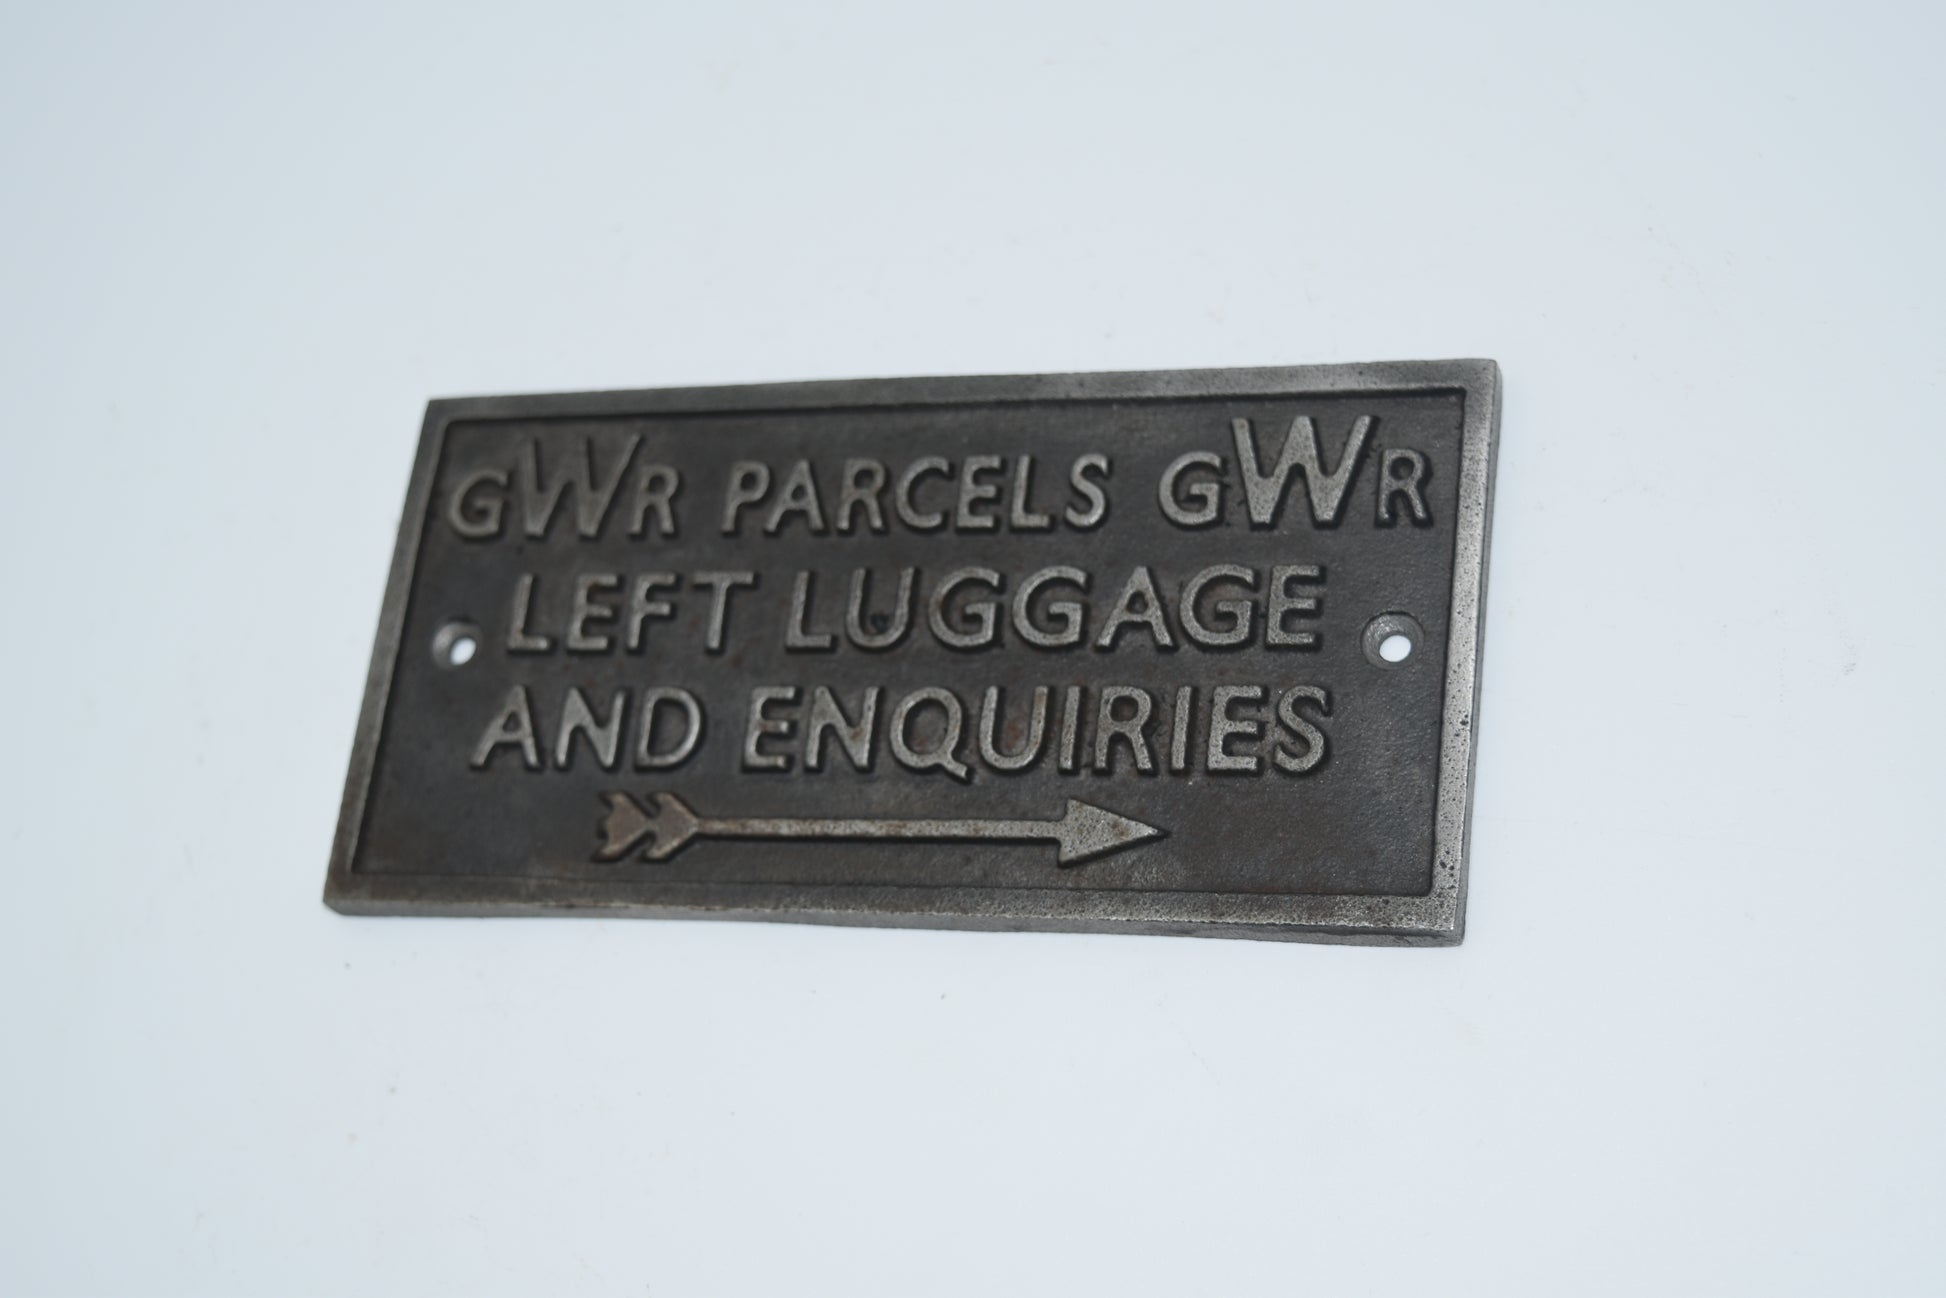 GWR PARCELS GWR
LEFT LUGGAGE
AND ENQUIRIES